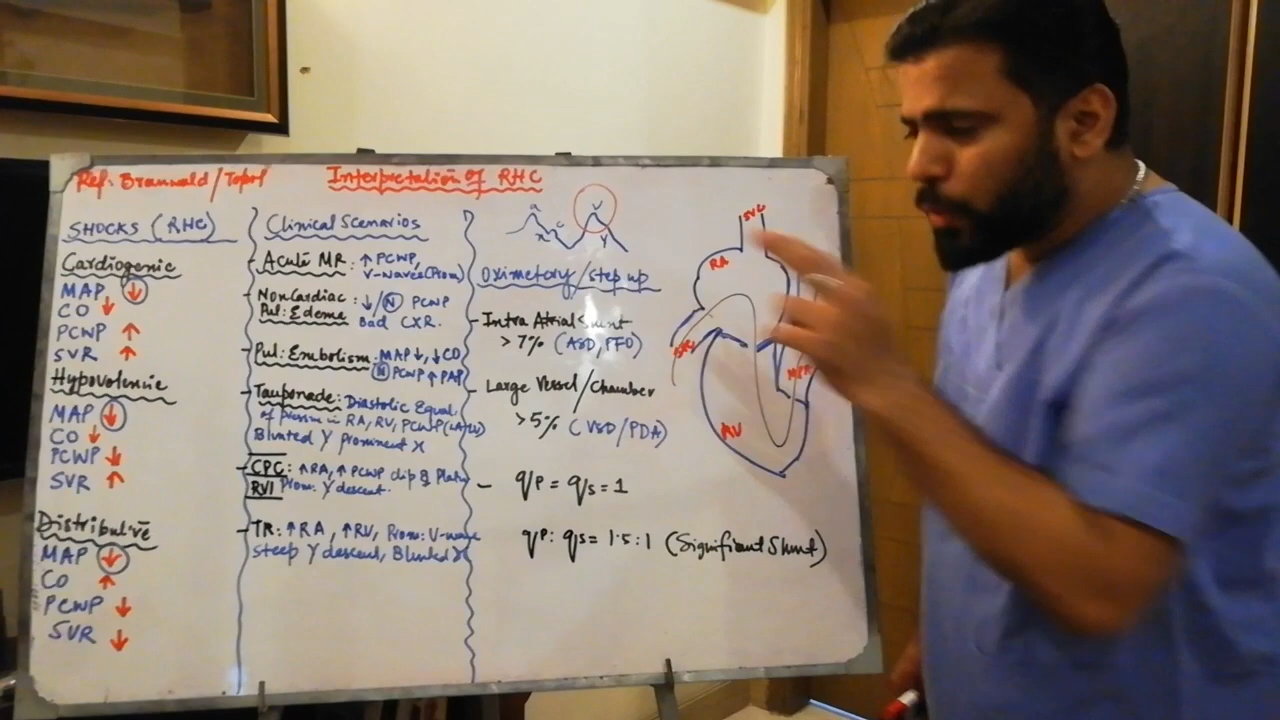 Ref: Braunwald/Topol
Interpretation of RHC
SHOCKS (RHC)
Cardiogenic
MAP ↓
CO ↓
PCWP ↑
SVR ↑
Hypovolemic
MAP ↓
CO ↓
PCWP ↓
SVR ↑
Distributive
MAP ↓
CO ↑
PCWP ↓
SVR ↓
Clinical Scenarios
- Acute MR: ↑ PCWP,
V-waves (Prom)
- NonCardiac : ↓/N PCWP
Pul: Edema Bad CXR.
- Pul: Embolism: MAP↓, ↓CO
N PCWP ↑ PAP
- Tamponade: Diastolic Equal.
of pressure in RA, RV, PCWP
Blunted Y prominent x
- CPC: ↑RA, ↑ PCWP dip & Platu
RVI Prom: Y descent.
- TR: ↑RA, ↑RV, Prom: V-wave
steep Y descent, Blunted x
a
x
c
V
Y
Oximetory/step up
- Intra Atrial Shunt
> 7% (ASD, PFO)
- Large Vessel/Chamber
>5% (VSD/PDA)
- qp = qs = 1
qp: qs = 1.5:1 (Significant Shunt)
SVC
RA
RV